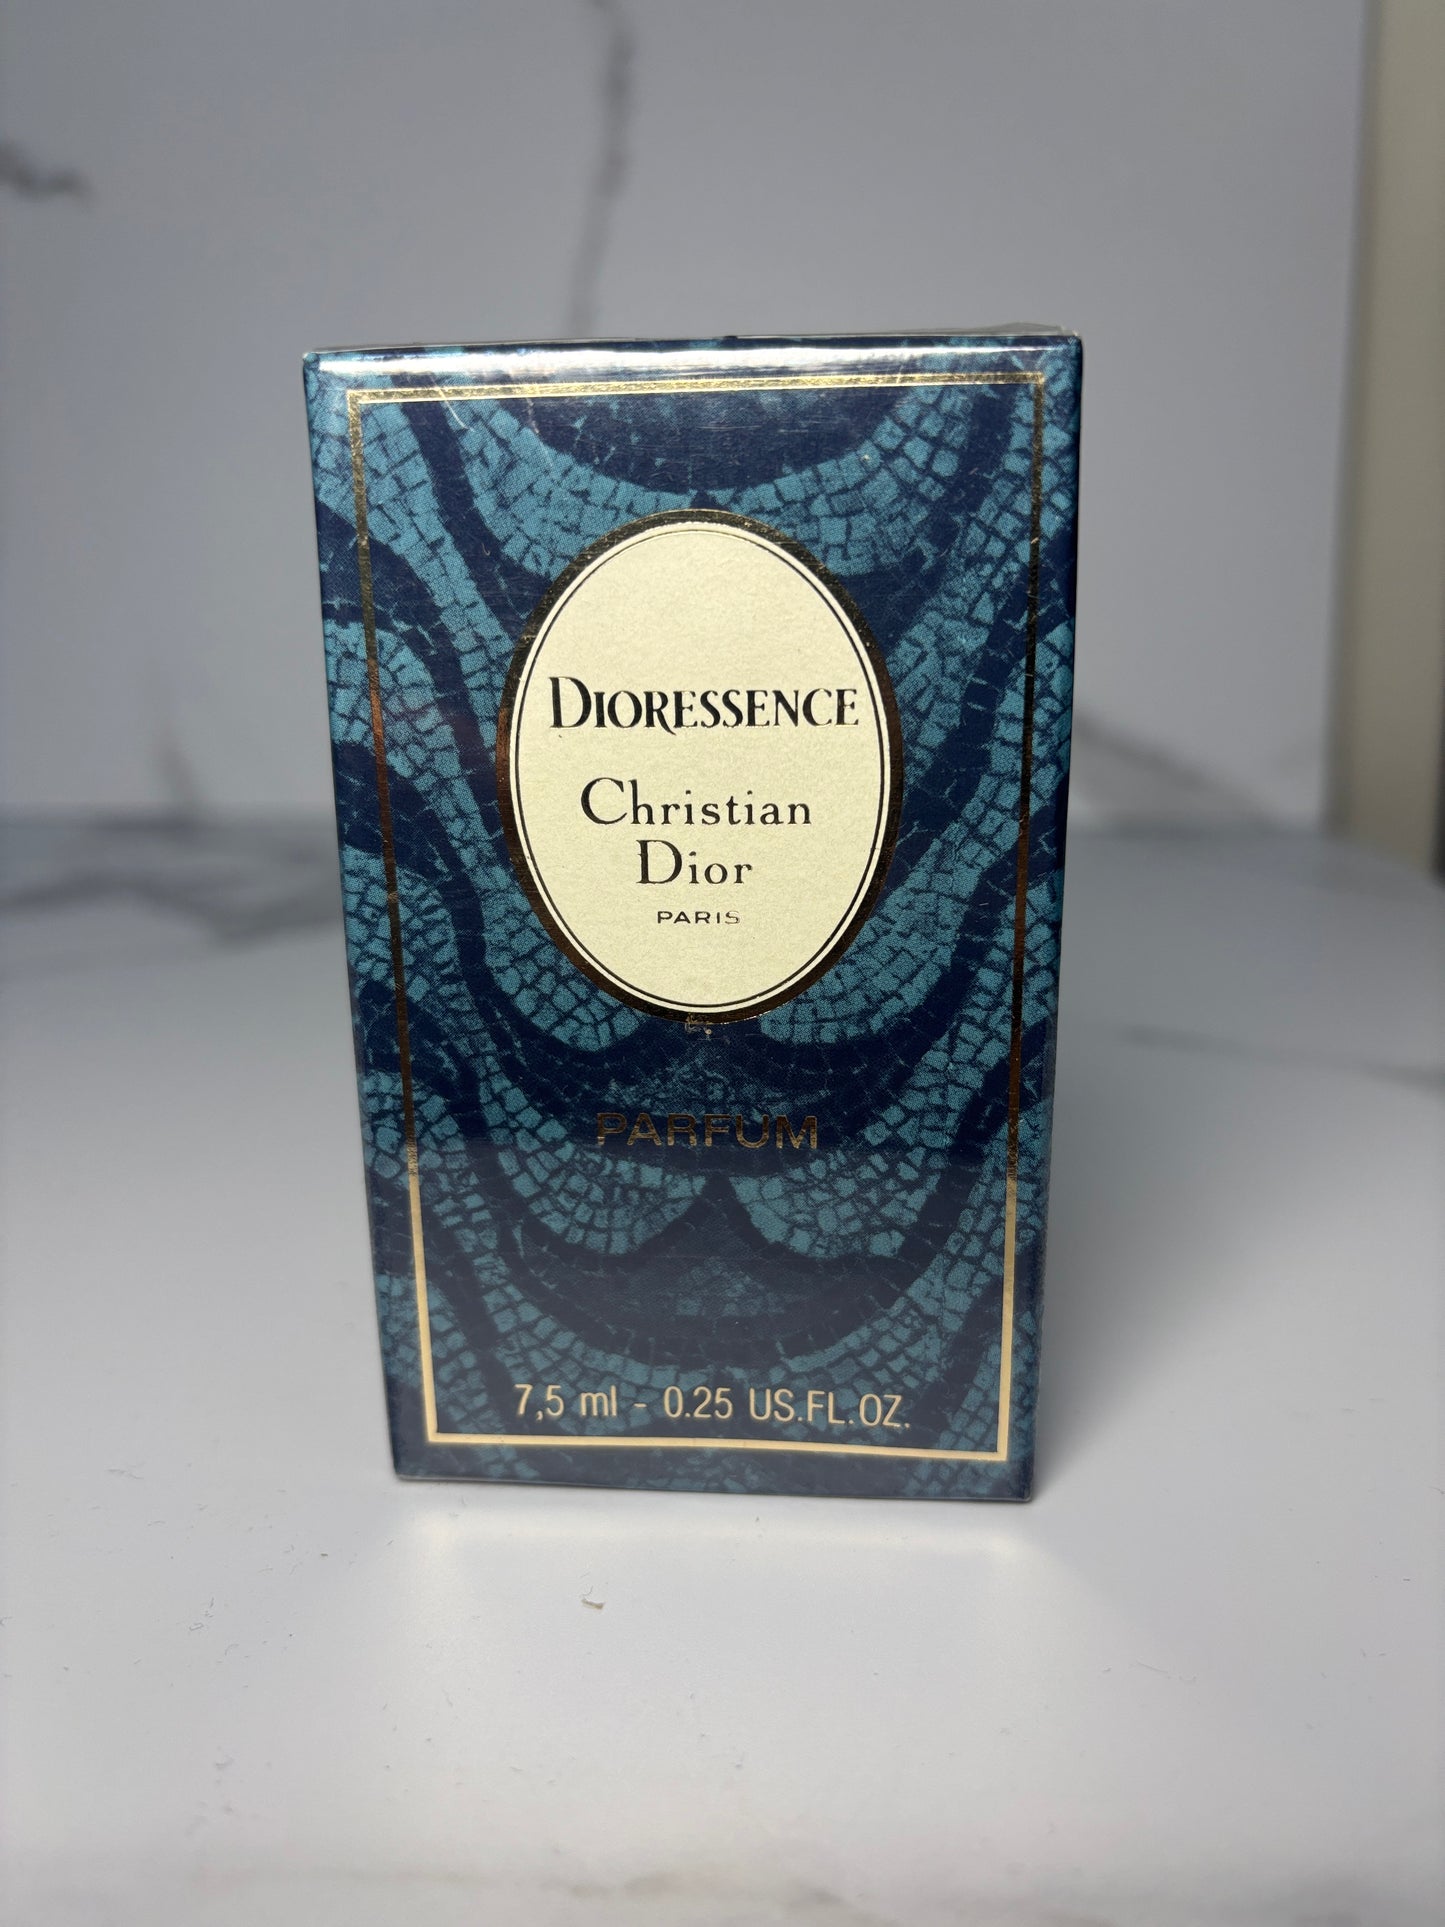 DIORESSENCE
Christian
Dior
PARIS
PARFUM
7,5 ml - 0.25 US.FL.OZ.